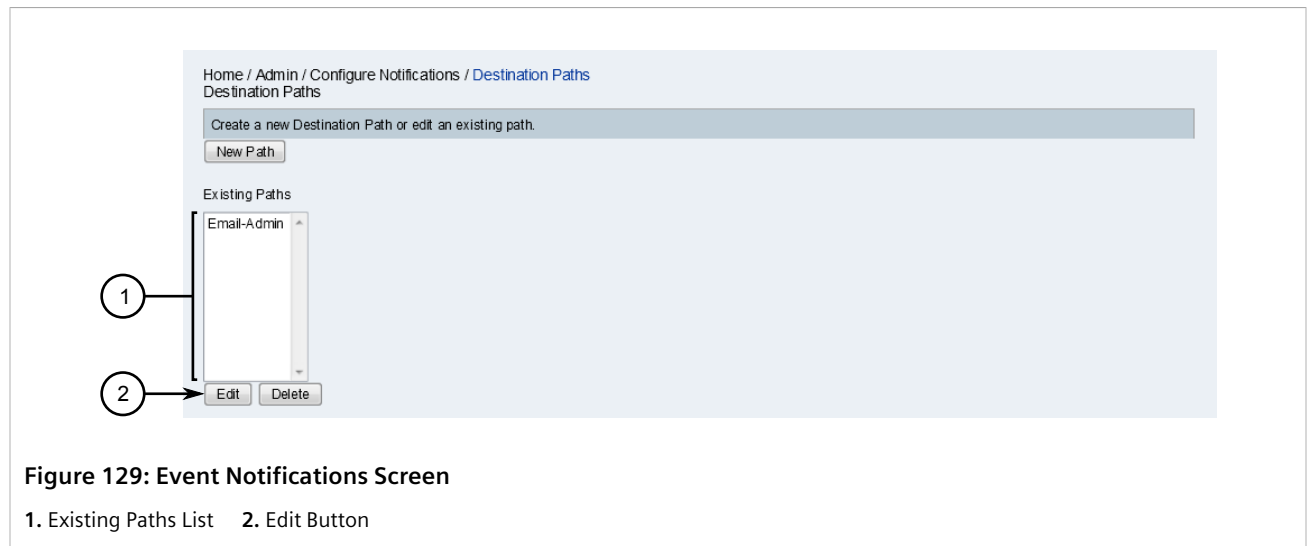 Home / Admin / Configure Notifications / Destination Paths
Destination Paths
Create a new Destination Path or edit an existing path.
New Path
Existing Paths
Email-Admin
1
2
Edit Delete
Figure 129: Event Notifications Screen
1. Existing Paths List 2. Edit Button